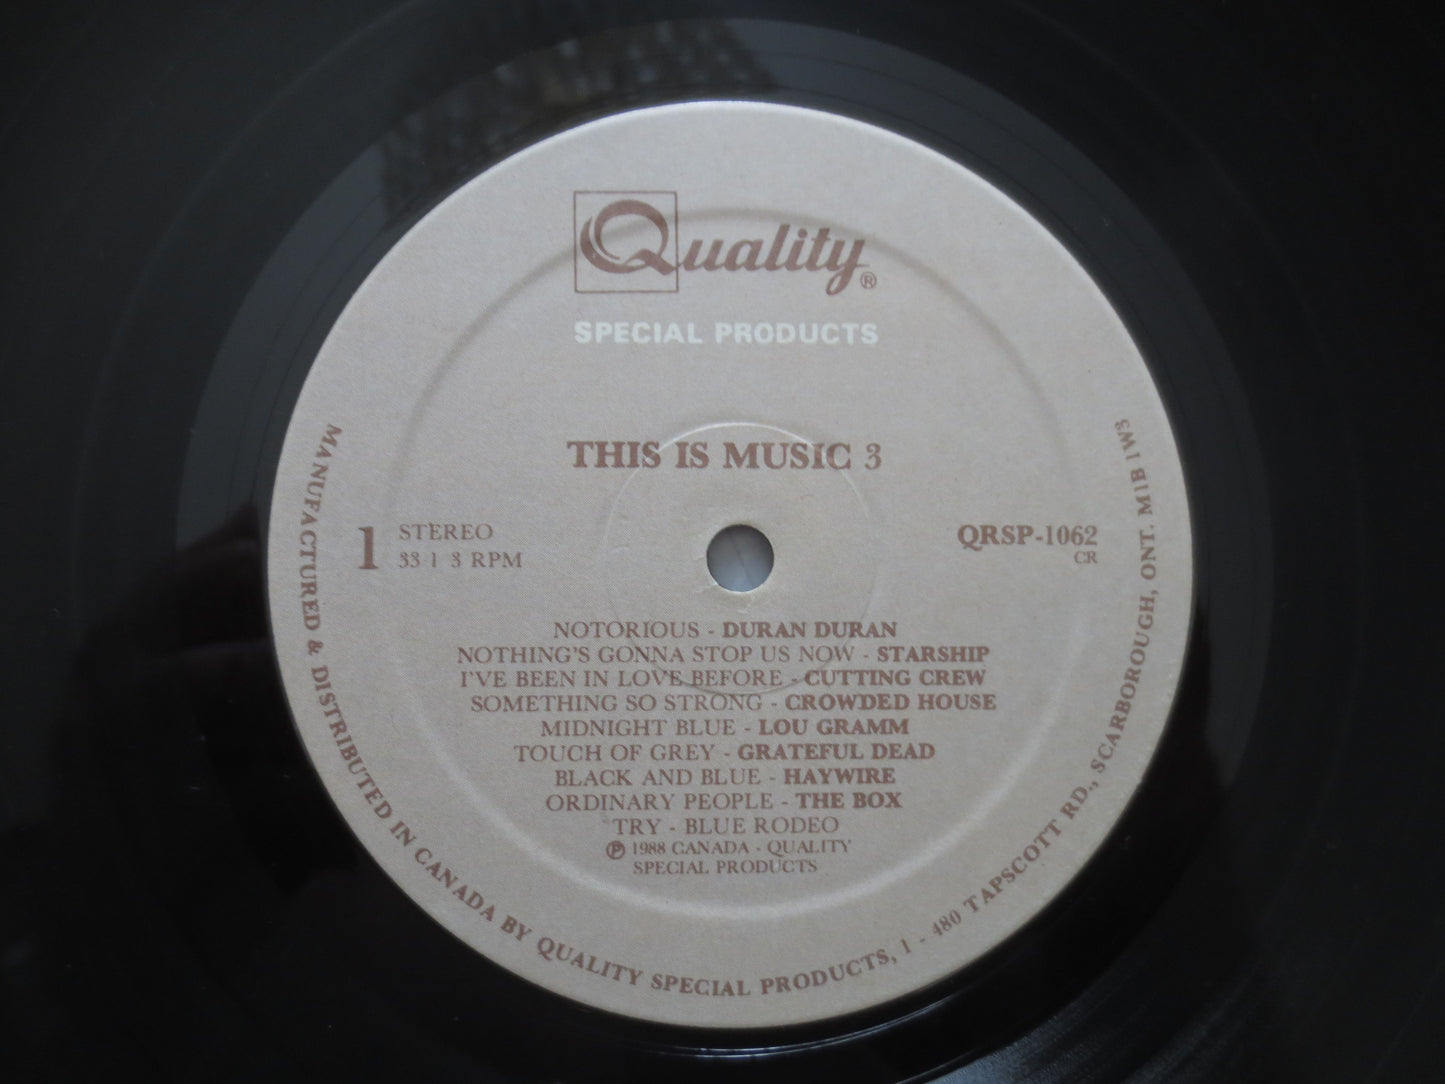 Quality®
SPECIAL PRODUCTS
THIS IS MUSIC 3
1 STEREO
33 1 3 RPM
QRSP-1062
CR
NOTORIOUS - DURAN DURAN
NOTHING'S GONNA STOP US NOW - STARSHIP
I'VE BEEN IN LOVE BEFORE - CUTTING CREW
SOMETHING SO STRONG - CROWDED HOUSE
MIDNIGHT BLUE - LOU GRAMM
TOUCH OF GREY - GRATEFUL DEAD
BLACK AND BLUE - HAYWIRE
ORDINARY PEOPLE - THE BOX
TRY - BLUE RODEO
℗ 1988 CANADA - QUALITY
SPECIAL PRODUCTS
MANUFACTURED & DISTRIBUTED IN CANADA BY QUALITY SPECIAL PRODUCTS, 1 - 480 TAPSCOTT RD., SCARBOROUGH, ONT. M1B 1W3